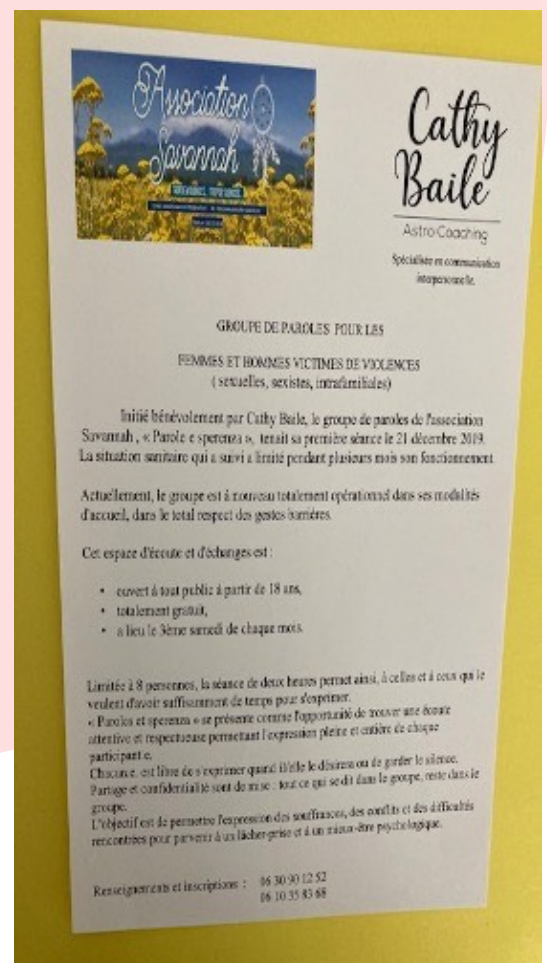 Association
Savannah
Cathy
Baile
Astro Coaching
Spécialisée en communication
interpersonnelle.
GROUPE DE PAROLES POUR LES
FEMMES ET HOMMES VICTIMES DE VIOLENCES
( sexuelles, sexistes, intrafamiliales)
Initié bénévolement par Cathy Baile, le groupe de paroles de l'association
Savannah , « Parole e sperenza », tenait sa première séance le 21 décembre 2019.
La situation sanitaire qui a suivi a limité pendant plusieurs mois son fonctionnement.
Actuellement, le groupe est à nouveau totalement opérationnel dans ses modalités
d'accueil, dans le total respect des gestes barrières.
Cet espace d'écoute et d'échanges est :
• ouvert à tout public à partir de 18 ans,
• totalement gratuit,
• a lieu le 3ème samedi de chaque mois.
Limitée à 8 personnes, la séance de deux heures permet ainsi, à celles et à ceux qui le
veulent d'avoir suffisamment de temps pour s'exprimer.
« Paroles et sperenza » se présente comme l'opportunité de trouver une écoute
attentive et respectueuse permettant l'expression pleine et entière de chaque
participant e.
Chacun e, est libre de s'exprimer quand il/elle le désirera ou de garder le silence.
Partage et confidentialité sont de mise : tout ce qui se dit dans le groupe, reste dans le
groupe.
L'objectif est de permettre l'expression des souffrances, des conflits et des difficultés
rencontrées pour parvenir à un lâcher-prise et à un mieux-être psychologique.
Renseignements et inscriptions : 06 30 90 12 52
06 10 35 83 68